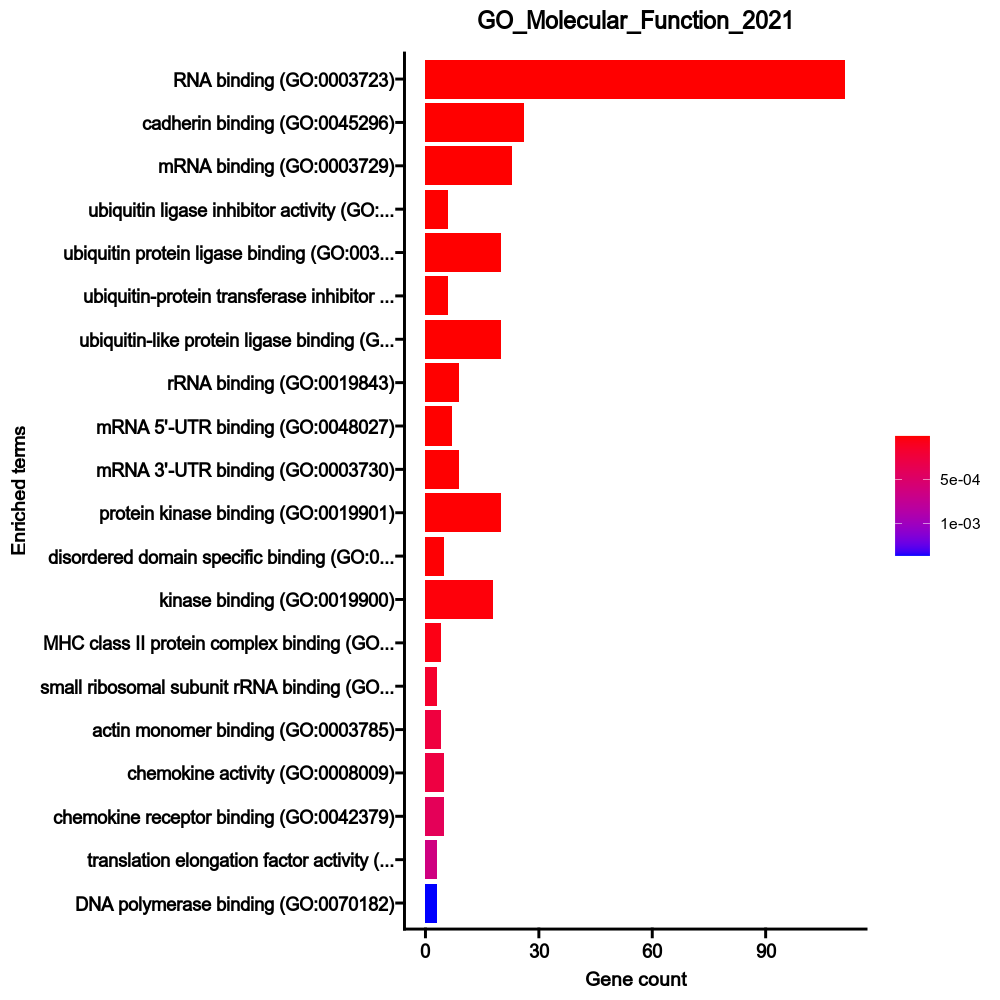 GO_Molecular_Function_2021
RNA binding (GO:0003723)
cadherin binding (GO:0045296)
mRNA binding (GO:0003729)
ubiquitin ligase inhibitor activity (GO:...
ubiquitin protein ligase binding (GO:003...
ubiquitin-protein transferase inhibitor ...
ubiquitin-like protein ligase binding (G...
rRNA binding (GO:0019843)
mRNA 5'-UTR binding (GO:0048027)
mRNA 3'-UTR binding (GO:0003730)
protein kinase binding (GO:0019901)
disordered domain specific binding (GO:0...
kinase binding (GO:0019900)
MHC class II protein complex binding (GO...
small ribosomal subunit rRNA binding (GO...
actin monomer binding (GO:0003785)
chemokine activity (GO:0008009)
chemokine receptor binding (GO:0042379)
translation elongation factor activity (...
DNA polymerase binding (GO:0070182)
Enriched terms
0 30 60 90
Gene count
5e-04
1e-03